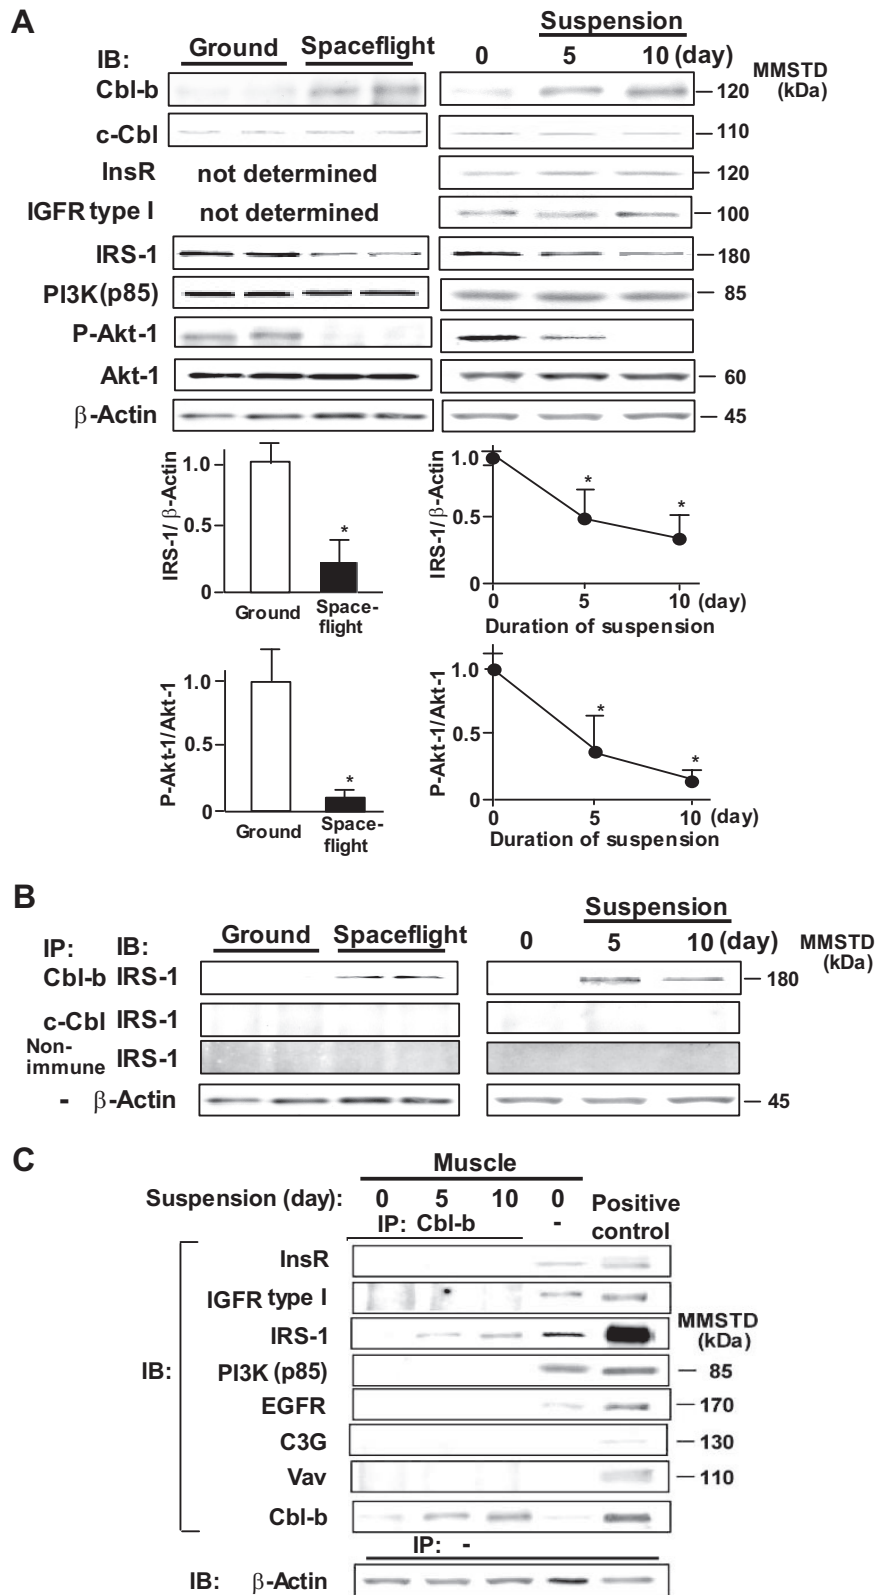 A
Suspension
Ground Spaceflight 0 5 10 (day)
IB:
MMSTD
(kDa)
Cbl-b 120
c-Cbl 110
InsR not determined 120
IGFR type I not determined 100
IRS-1 180
PI3K(p85) 85
P-Akt-1
Akt-1 60
β-Actin 45
IRS-1/β-Actin
1.0
0.5
0
*
Ground Space-
flight
IRS-1/β-Actin
1.0
0.5
0
*
*
0 5 10 (day)
Duration of suspension
P-Akt-1/Akt-1
1.0
0.5
0
*
Ground Space-
flight
P-Akt-1/Akt-1
1.0
0.5
0
*
*
0 5 10 (day)
Duration of suspension
B
Suspension
IP: IB: Ground Spaceflight 0 5 10 (day) MMSTD
(kDa)
Cbl-b IRS-1 180
c-Cbl IRS-1
Non-
immune IRS-1
- β-Actin 45
C
Muscle
Suspension (day): 0 5 10 0 Positive
control
IP: Cbl-b -
IB:
InsR
IGFR type I
MMSTD
(kDa)
IRS-1
PI3K (p85) 85
EGFR 170
C3G 130
Vav 110
Cbl-b
IP: -
IB: β-Actin